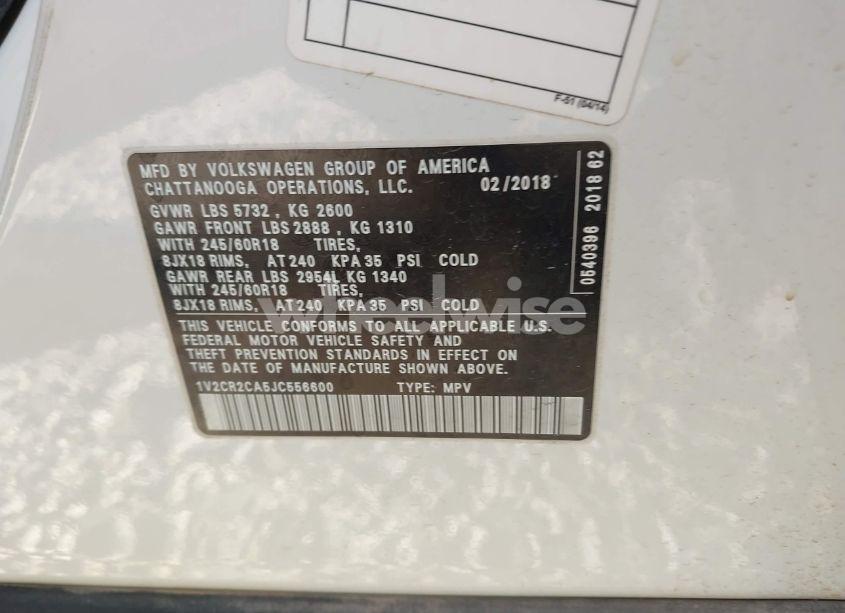 F-51 (04/14)
MFD BY VOLKSWAGEN GROUP OF AMERICA
CHATTANOOGA OPERATIONS, LLC. 02/2018
GVWR LBS 5732 , KG 2600
GAWR FRONT LBS 2888 , KG 1310
WITH 245/60R18 TIRES,
8JX18 RIMS, AT 240 KPA 35 PSI COLD
GAWR REAR LBS 2954L KG 1340
WITH 245/60R18 TIRES,
8JX18 RIMS, AT 240 KPA 35 PSI COLD
THIS VEHICLE CONFORMS TO ALL APPLICABLE U.S.
FEDERAL MOTOR VEHICLE SAFETY AND
THEFT PREVENTION STANDARDS IN EFFECT ON
THE DATE OF MANUFACTURE SHOWN ABOVE.
1V2CR2CA5JC556600 TYPE: MPV
0540396 2018 62
wheelwise